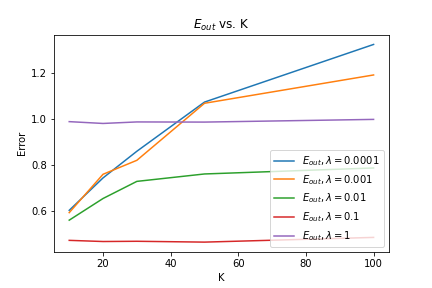 E_out vs. K
Error
1.2
1.0
0.8
0.6
20
40
60
80
100
K
E_out, λ = 0.0001
E_out, λ = 0.001
E_out, λ = 0.01
E_out, λ = 0.1
E_out, λ = 1